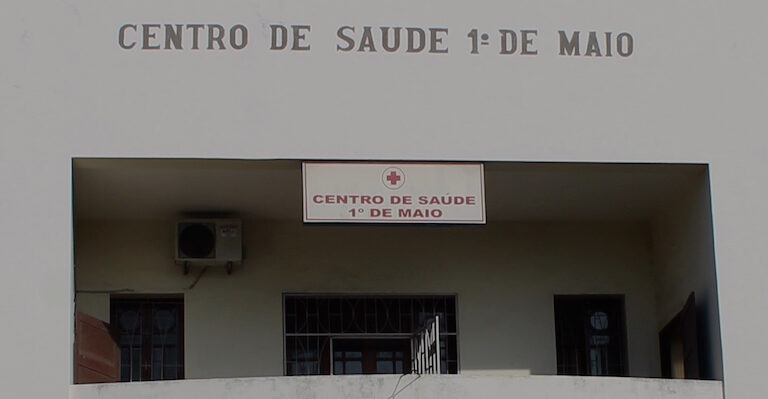 CENTRO DE SAUDE 1º DE MAIO
CENTRO DE SAÚDE
1º DE MAIO